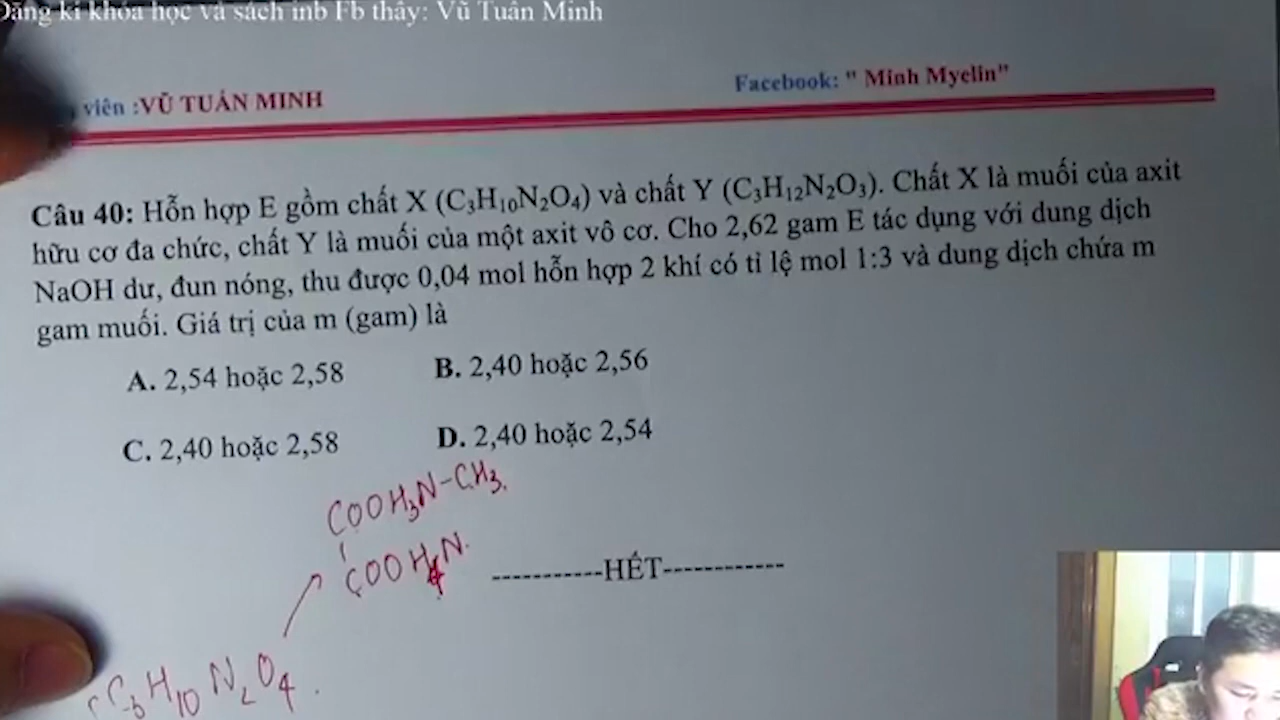 Đăng kí khóa học và sách inb Fb thầy: Vũ Tuấn Minh
viên :VŨ TUẤN MINH
Facebook: " Minh Myelin"
Câu 40: Hỗn hợp E gồm chất X (C₃H₁₀N₂O₄) và chất Y (C₃H₁₂N₂O₃). Chất X là muối của axit
hữu cơ đa chức, chất Y là muối của một axit vô cơ. Cho 2,62 gam E tác dụng với dung dịch
NaOH dư, đun nóng, thu được 0,04 mol hỗn hợp 2 khí có tỉ lệ mol 1:3 và dung dịch chứa m
gam muối. Giá trị của m (gam) là
A. 2,54 hoặc 2,58
B. 2,40 hoặc 2,56
C. 2,40 hoặc 2,58
D. 2,40 hoặc 2,54
COOH₃N-CH₃.
COOH₄N.
-----------HẾT------------
C₃H₁₀N₂O₄.